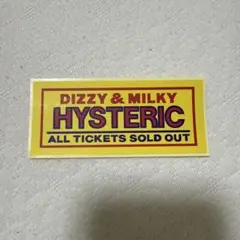 DIZZY & MILKY
HYSTERIC
ALL TICKETS SOLD OUT